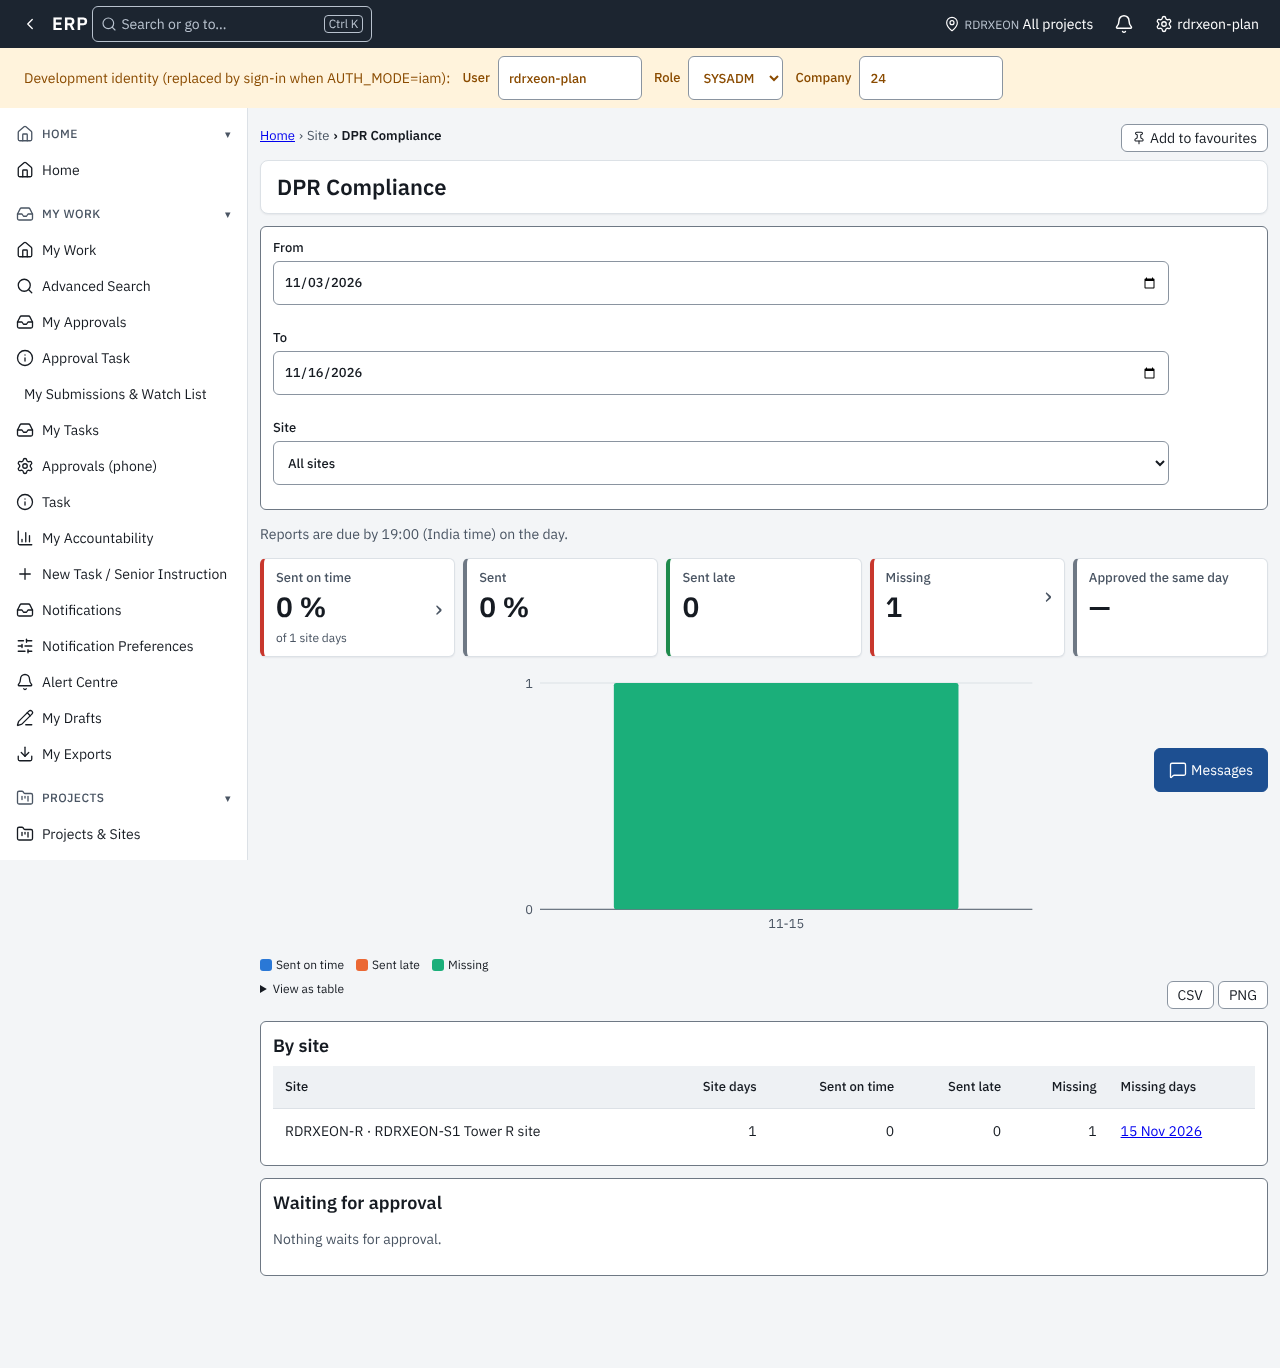 ERP
Search or go to...
Ctrl K
RDRXEON All projects
rdrxeon-plan
Development identity (replaced by sign-in when AUTH_MODE=iam):
User
rdrxeon-plan
Role
SYSADM
Company
24
HOME
Home
MY WORK
My Work
Advanced Search
My Approvals
Approval Task
My Submissions & Watch List
My Tasks
Approvals (phone)
Task
My Accountability
New Task / Senior Instruction
Notifications
Notification Preferences
Alert Centre
My Drafts
My Exports
PROJECTS
Projects & Sites
Home › Site › DPR Compliance
Add to favourites
DPR Compliance
From
11/03/2026
To
11/16/2026
Site
All sites
Reports are due by 19:00 (India time) on the day.
Sent on time
0 %
of 1 site days
Sent
0 %
Sent late
0
Missing
1
Approved the same day
—
1
0
11-15
Messages
Sent on time
Sent late
Missing
View as table
CSV
PNG
By site
Site Site days Sent on time Sent late Missing Missing days
RDRXEON-R · RDRXEON-S1 Tower R site 1 0 0 1 15 Nov 2026
Waiting for approval
Nothing waits for approval.